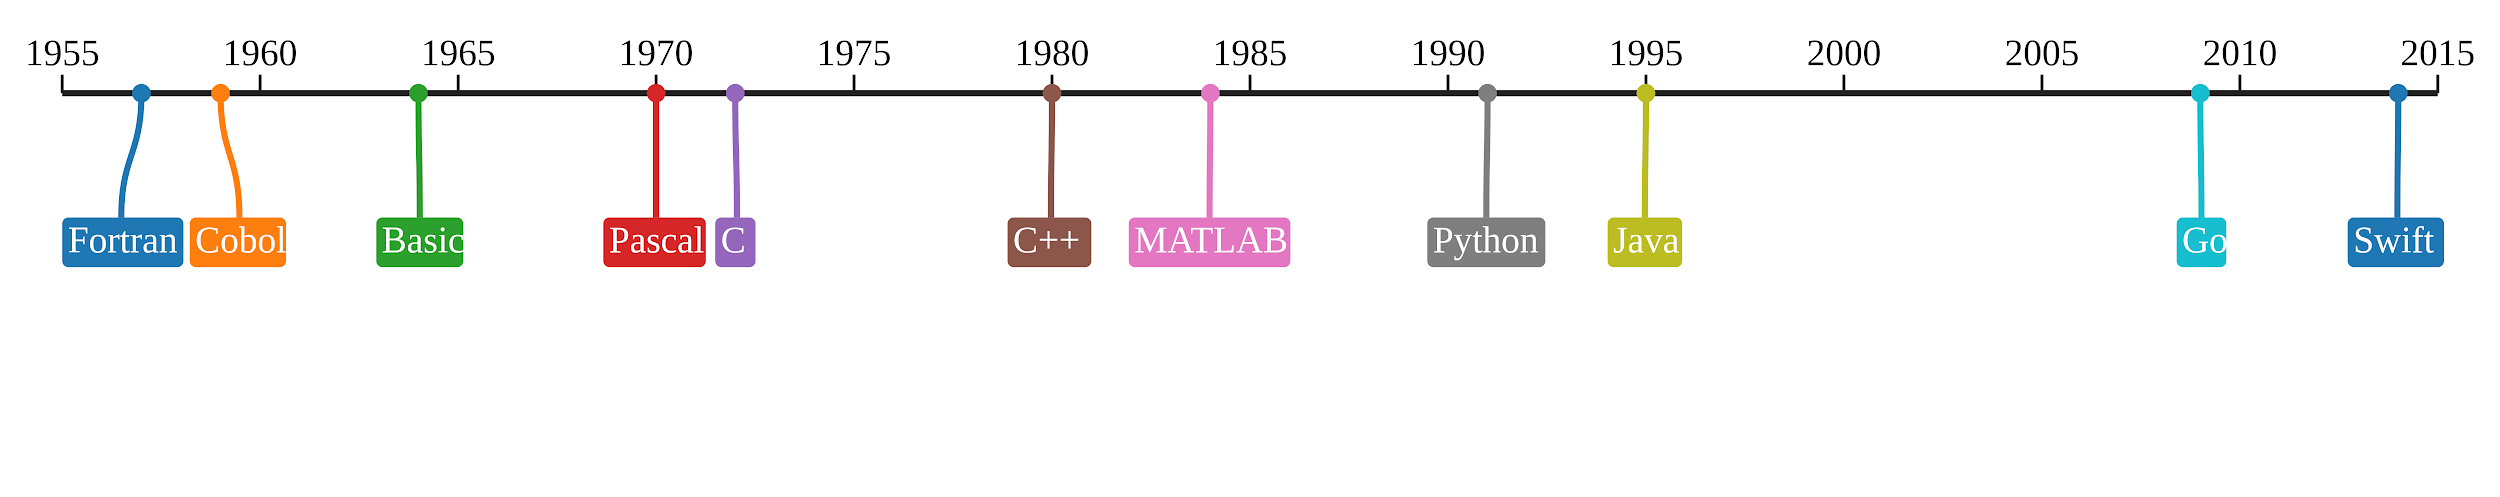 1955 1960 1965 1970 1975 1980 1985 1990 1995 2000 2005 2010 2015
Fortran Cobol Basic Pascal C C++ MATLAB Python Java Go Swift